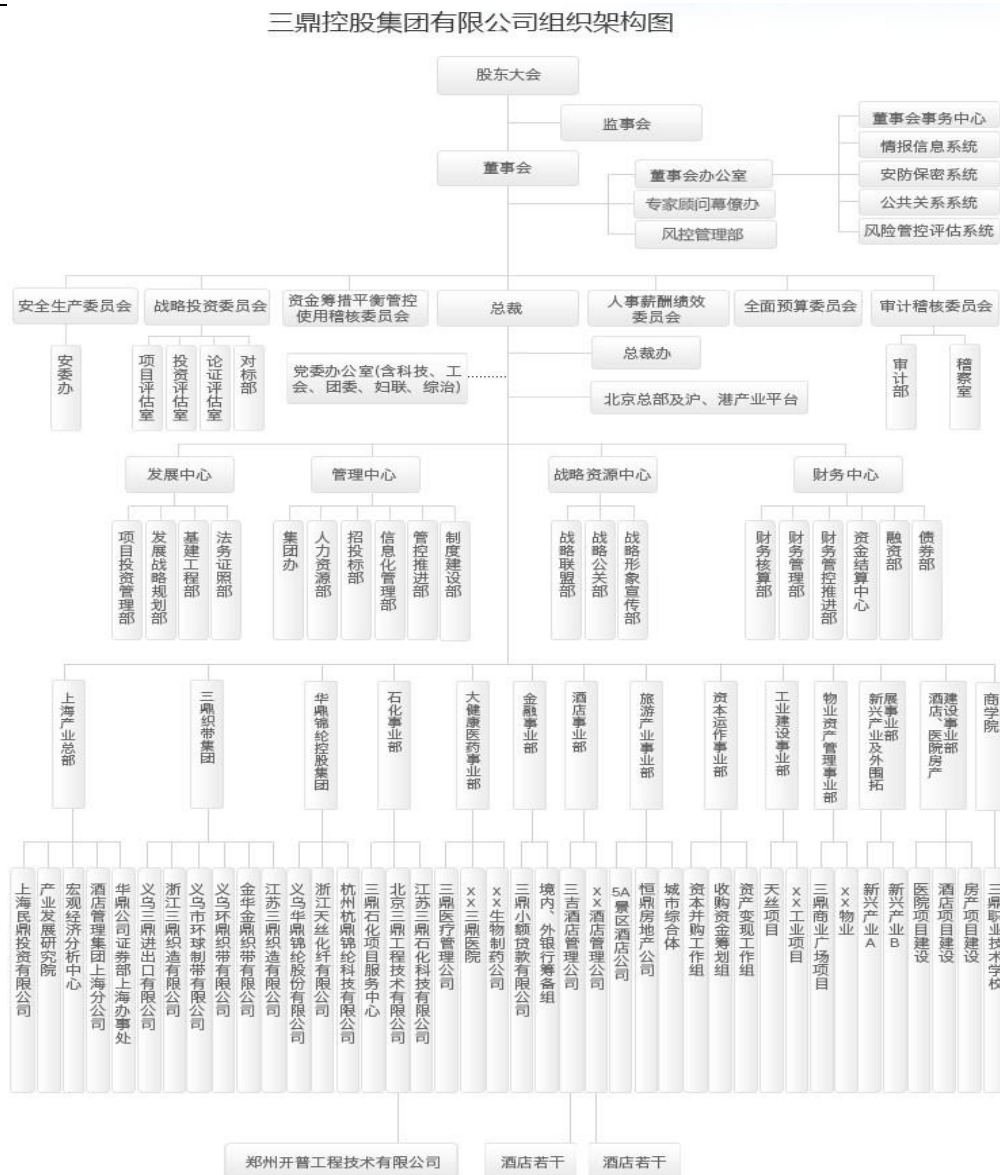 三鼎控股集团有限公司组织架构图
股东大会
监事会
董事会
董事会办公室
专家顾问幕僚办
风控管理部
董事会事务中心
情报信息系统
安防保密系统
公共关系系统
风险管控评估系统
安全生产委员会
战略投资委员会
资金筹措平衡管控
使用稽核委员会
总裁
人事薪酬绩效
委员会
全面预算委员会
审计稽核委员会
安委办
项目评估室
投资评估室
论证评估室
对标部
党委办公室(含科技、工
会、团委、妇联、综治)
总裁办
北京总部及沪、港产业平台
审计部
稽察室
发展中心
管理中心
战略资源中心
财务中心
项目投资管理部
发展战略规划部
基建工程部
法务证照部
集团办
人力资源部
招投标部
信息化管理部
管控推进部
制度建设部
战略联盟部
战略公关部
战略形象宣传部
财务核算部
财务管理部
财务管控推进部
资金结算中心
融资部
债券部
上海产业总部
三鼎织带集团
华鼎锦纶控股集团
石化事业部
大健康医药事业部
金融事业部
酒店事业部
旅游产业事业部
资本运作事业部
工业建设事业部
物业资产管理事业部
新兴产业及外围拓
展事业部
酒店、医院房产
建设事业部
商学院
上海民鼎投资有限公司
产业发展研究院
宏观经济分析中心
酒店管理集团上海分公司
华鼎公司证券部上海办事处
义乌三鼎进出口有限公司
浙江三鼎织造有限公司
义乌市环球制带有限公司
义乌环鼎织带有限公司
金华金鼎织带有限公司
江苏三鼎织造有限公司
义乌华鼎锦纶股份有限公司
浙江天丝化纤有限公司
杭州杭鼎锦纶科技有限公司
三鼎石化项目服务中心
北京三鼎工程技术有限公司
江苏三鼎石化科技有限公司
三鼎医疗管理公司
xx三鼎医院
xx生物制药公司
三鼎小额贷款有限公司
境内、外银行筹备组
三吉酒店管理公司
xx酒店管理公司
5A景区酒店公司
恒鼎房地产公司
城市综合体
资本并购工作组
收购资金筹划组
资产变现工作组
天丝项目
xx工业项目
三鼎商业广场项目
xx物业
新兴产业A
新兴产业B
医院项目建设
酒店项目建设
房产项目建设
三鼎职业技术学校
郑州开普工程技术有限公司
酒店若干
酒店若干